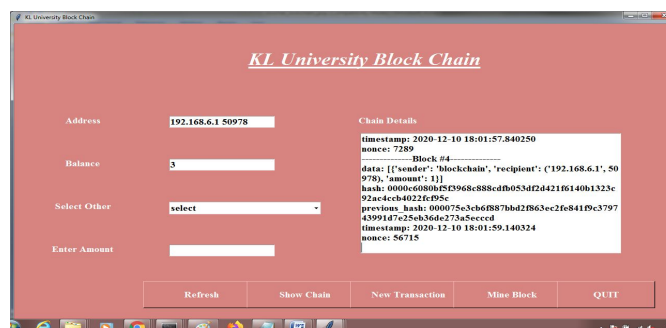 KL University Block Chain
KL University Block Chain
Address
192.168.6.1 50978
Balance
3
Select Other
select
Enter Amount
Chain Details
timestamp: 2020-12-10 18:01:57.840250
nonce: 7289
--------------Block #4--------------
data: [{'sender': 'blockchain', 'recipient': ('192.168.6.1', 50
978), 'amount': 1}]
hash: 0000c6080bf5f3968c888cdfb053df2d421f6140b1323c
92ac4ccb4022fcf95c
previous_hash: 000075e3cb6f887bbd2f863ec2fe841f9c3797
43991d7e25eb36de273a5ecccd
timestamp: 2020-12-10 18:01:59.140324
nonce: 56715
Refresh
Show Chain
New Transaction
Mine Block
QUIT